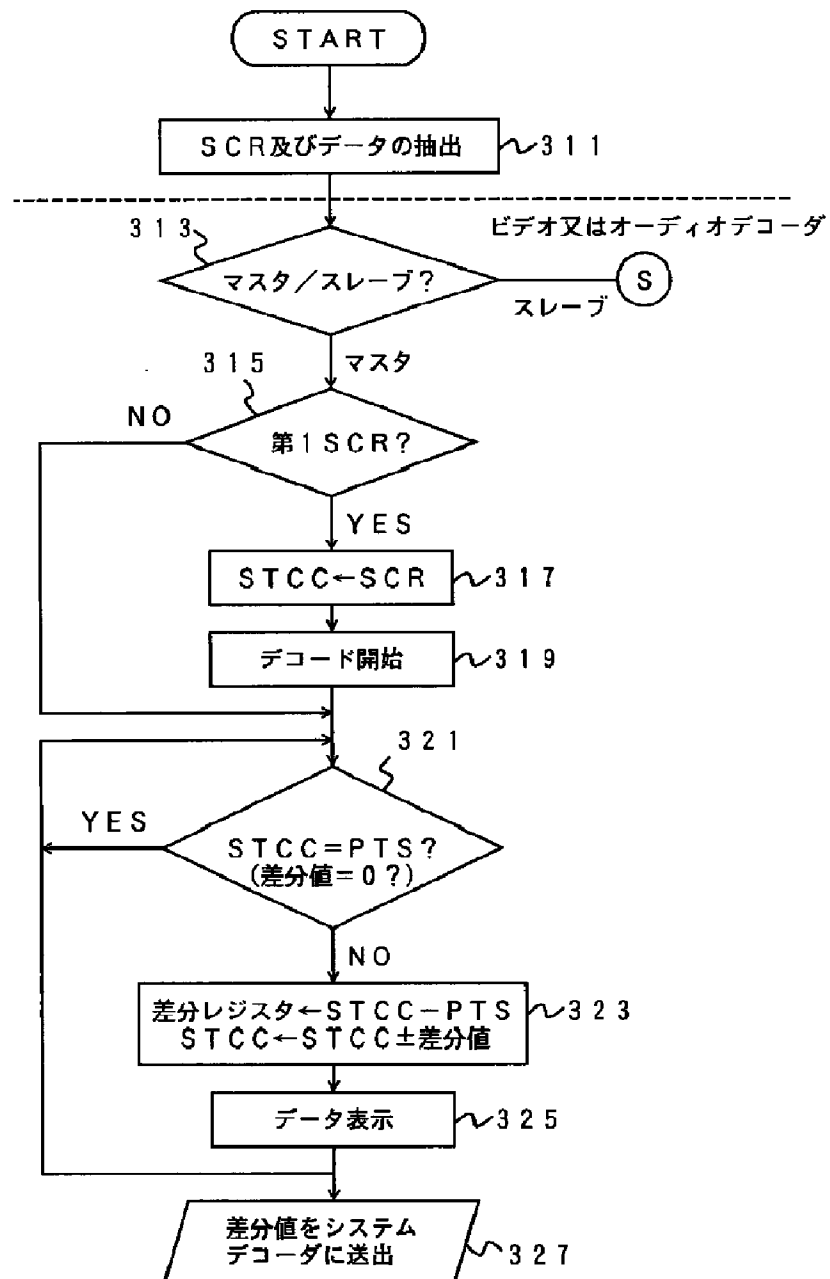 START
SCR及びデータの抽出
311
ビデオ又はオーディオデコーダ
313
マスタ/スレーブ?
S
スレーブ
マスタ
315
NO
第1SCR?
YES
STCC←SCR
317
デコード開始
319
321
YES
STCC=PTS?
(差分値=0?)
NO
差分レジスタ←STCC-PTS
STCC←STCC±差分値
323
データ表示
325
差分値をシステム
デコーダに送出
327